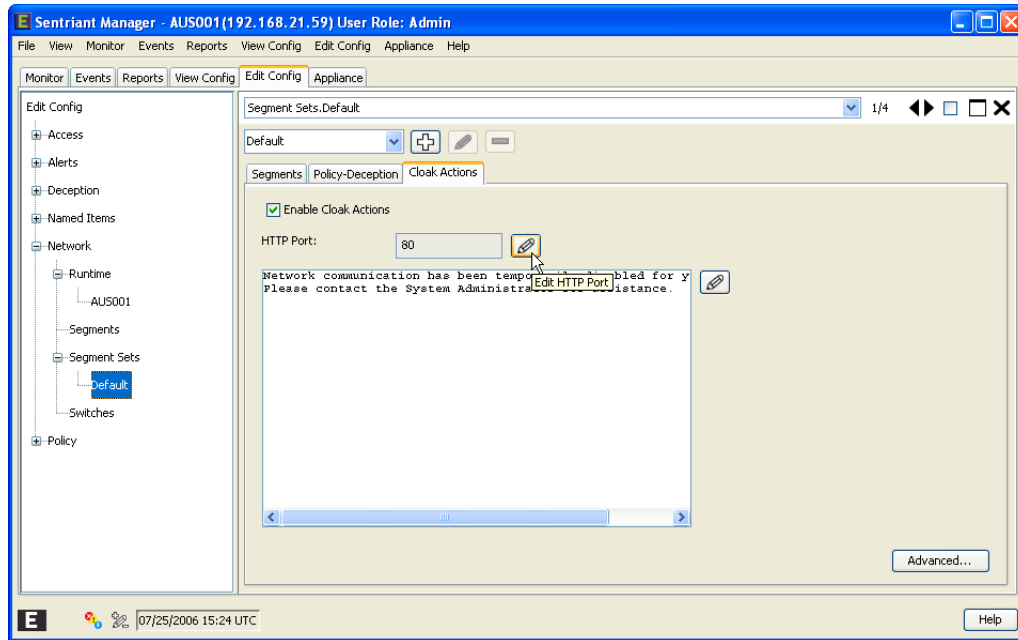 E Sentriant Manager - AUS001(192.168.21.59) User Role: Admin
File View Monitor Events Reports View Config Edit Config Appliance Help
Monitor Events Reports View Config Edit Config Appliance
Edit Config
Segment Sets.Default 1/4
Access
Default
Alerts
Segments Policy-Deception Cloak Actions
Deception
Enable Cloak Actions
Named Items
HTTP Port: 80
Network
Edit HTTP Port
Runtime
Network communication has been bled for y
Please contact the System istance.
AUS001
Segments
Segment Sets
Default
Switches
Policy
Advanced...
E 07/25/2006 15:24 UTC Help